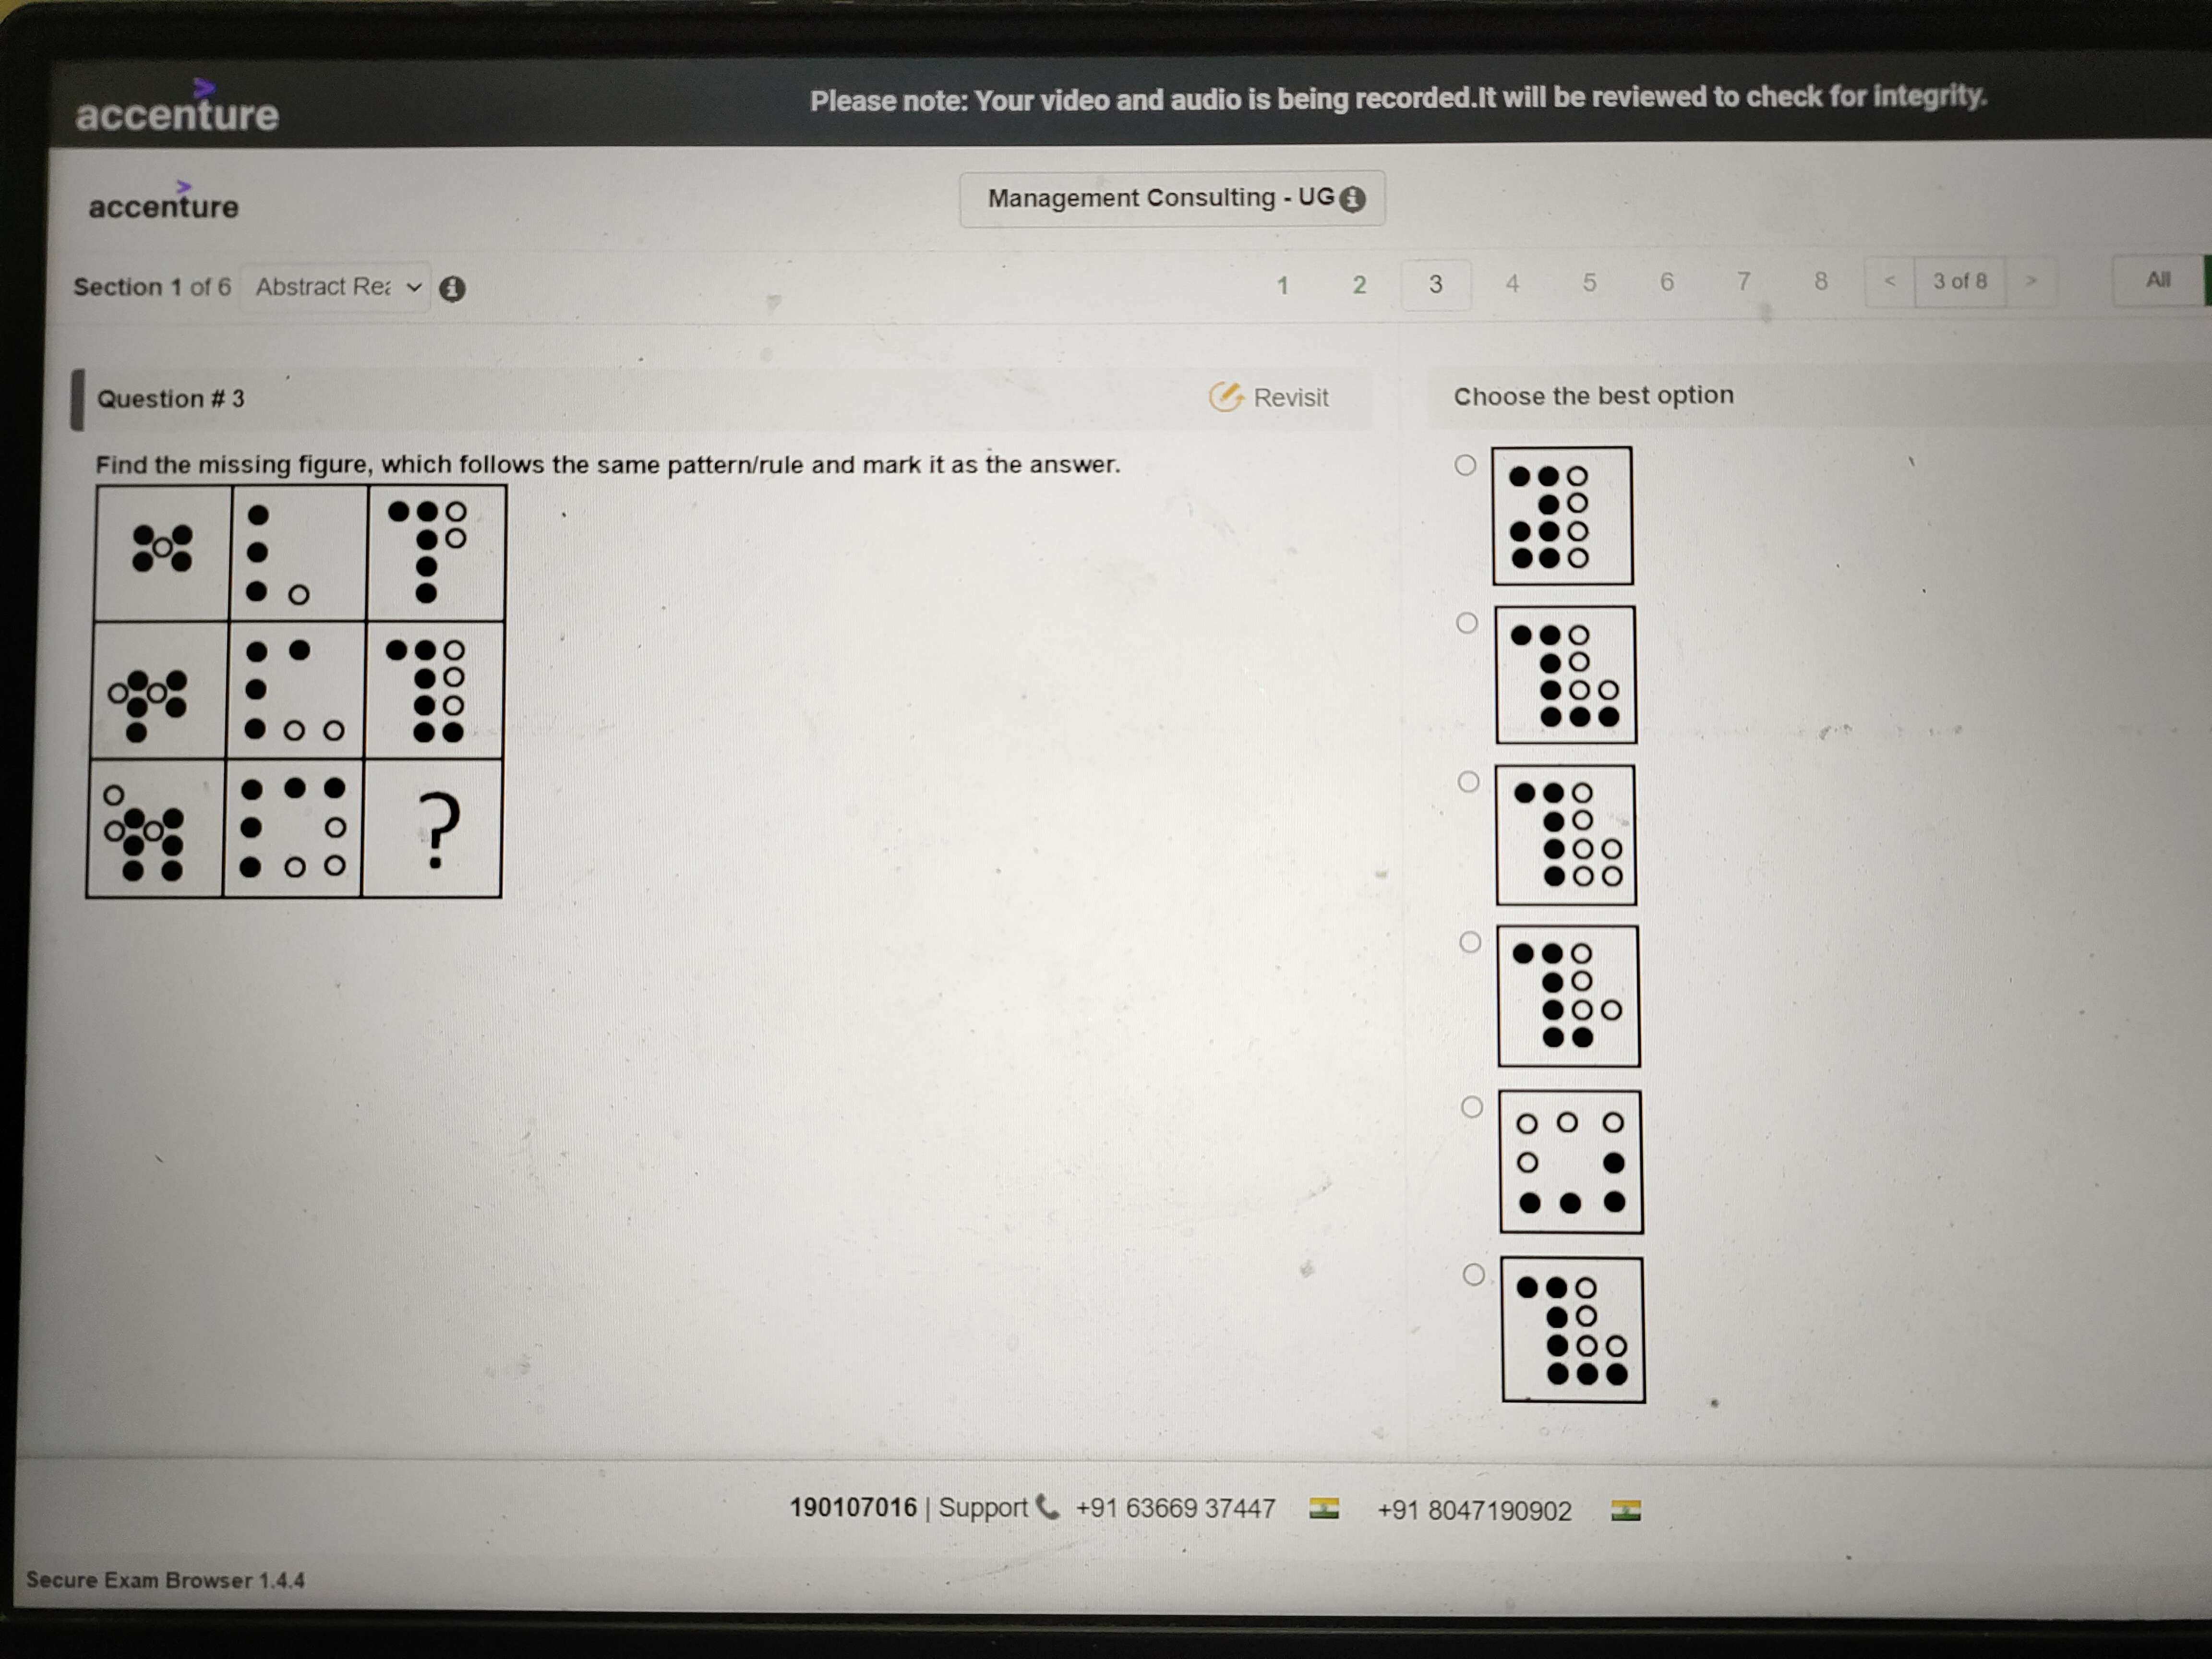 accenture
Please note: Your video and audio is being recorded.It will be reviewed to check for integrity.
accenture
Management Consulting - UG
Section 1 of 6
Abstract Rea
1 2 3 4 5 6 7 8 < 3 of 8 > All
Question # 3
Revisit
Choose the best option
Find the missing figure, which follows the same pattern/rule and mark it as the answer.
?
190107016 | Support +91 63669 37447 +91 8047190902
Secure Exam Browser 1.4.4